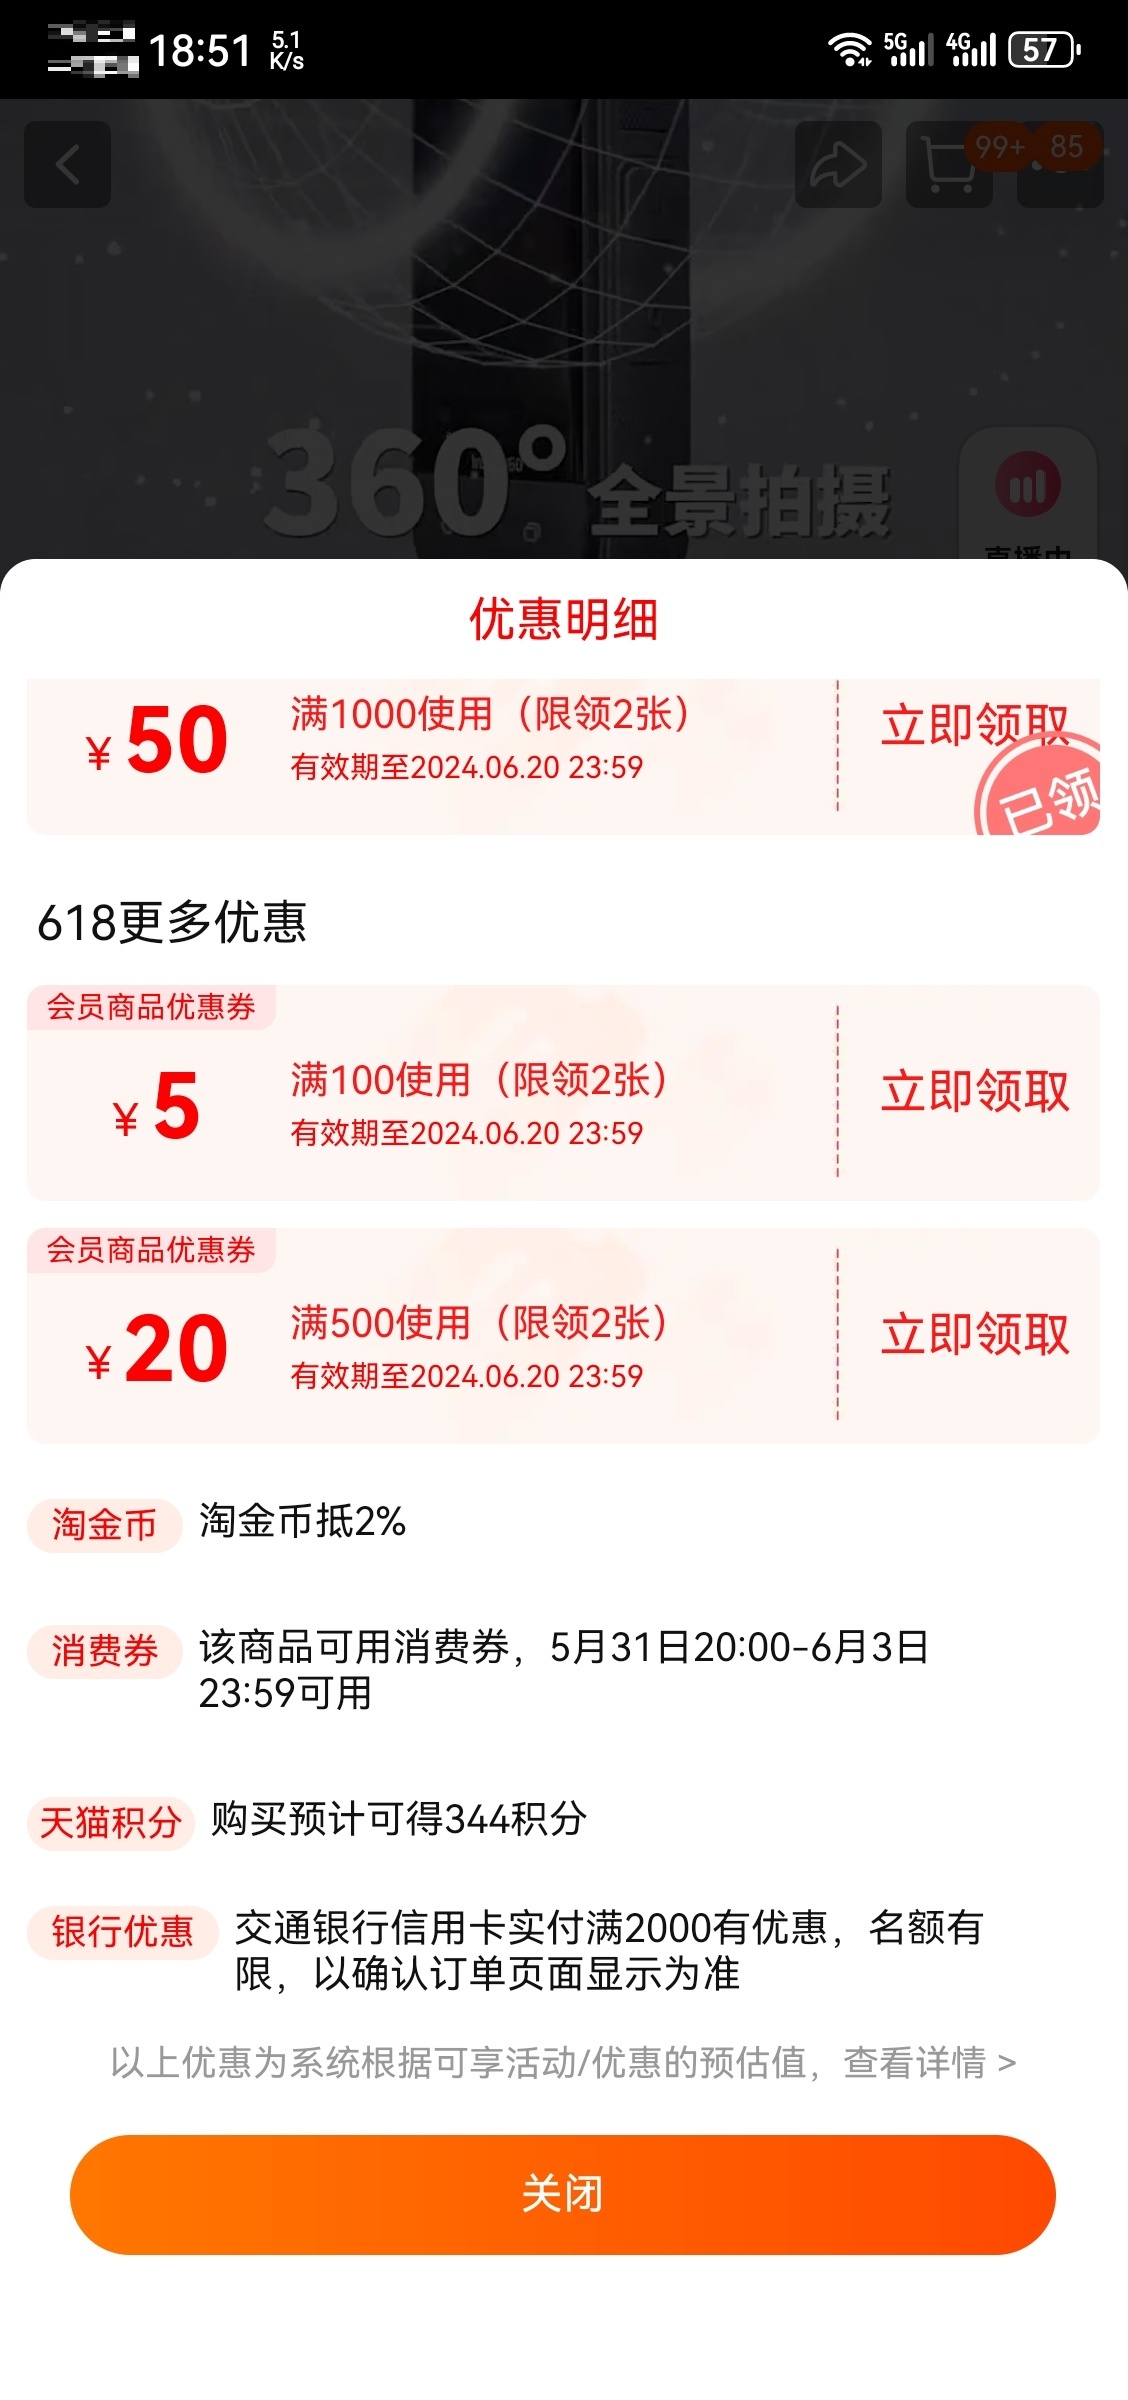 18:51 5.1 K/s 5G 4G 57
99+ 85
360° 全景拍摄
直播中
优惠明细
¥50 满1000使用（限领2张） 立即领取
有效期至2024.06.20 23:59
已领
618更多优惠
会员商品优惠券
¥5 满100使用（限领2张） 立即领取
有效期至2024.06.20 23:59
会员商品优惠券
¥20 满500使用（限领2张） 立即领取
有效期至2024.06.20 23:59
淘金币 淘金币抵2%
消费券 该商品可用消费券，5月31日20:00-6月3日
23:59可用
天猫积分 购买预计可得344积分
银行优惠 交通银行信用卡实付满2000有优惠，名额有
限，以确认订单页面显示为准
以上优惠为系统根据可享活动/优惠的预估值，查看详情 >
关闭